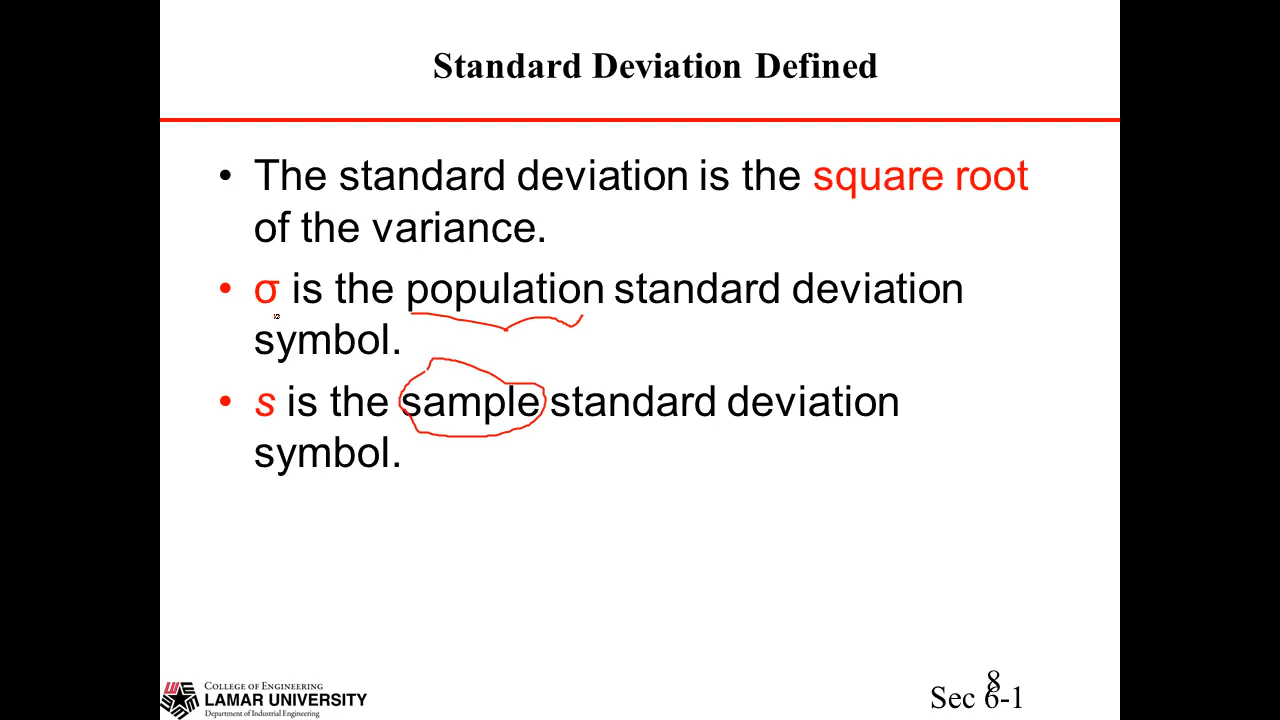 Standard Deviation Defined
• The standard deviation is the square root
of the variance.
• σ is the population standard deviation
symbol.
• s is the sample standard deviation
symbol.
College of Engineering
LAMAR UNIVERSITY
Department of Industrial Engineering
8
Sec 6-1